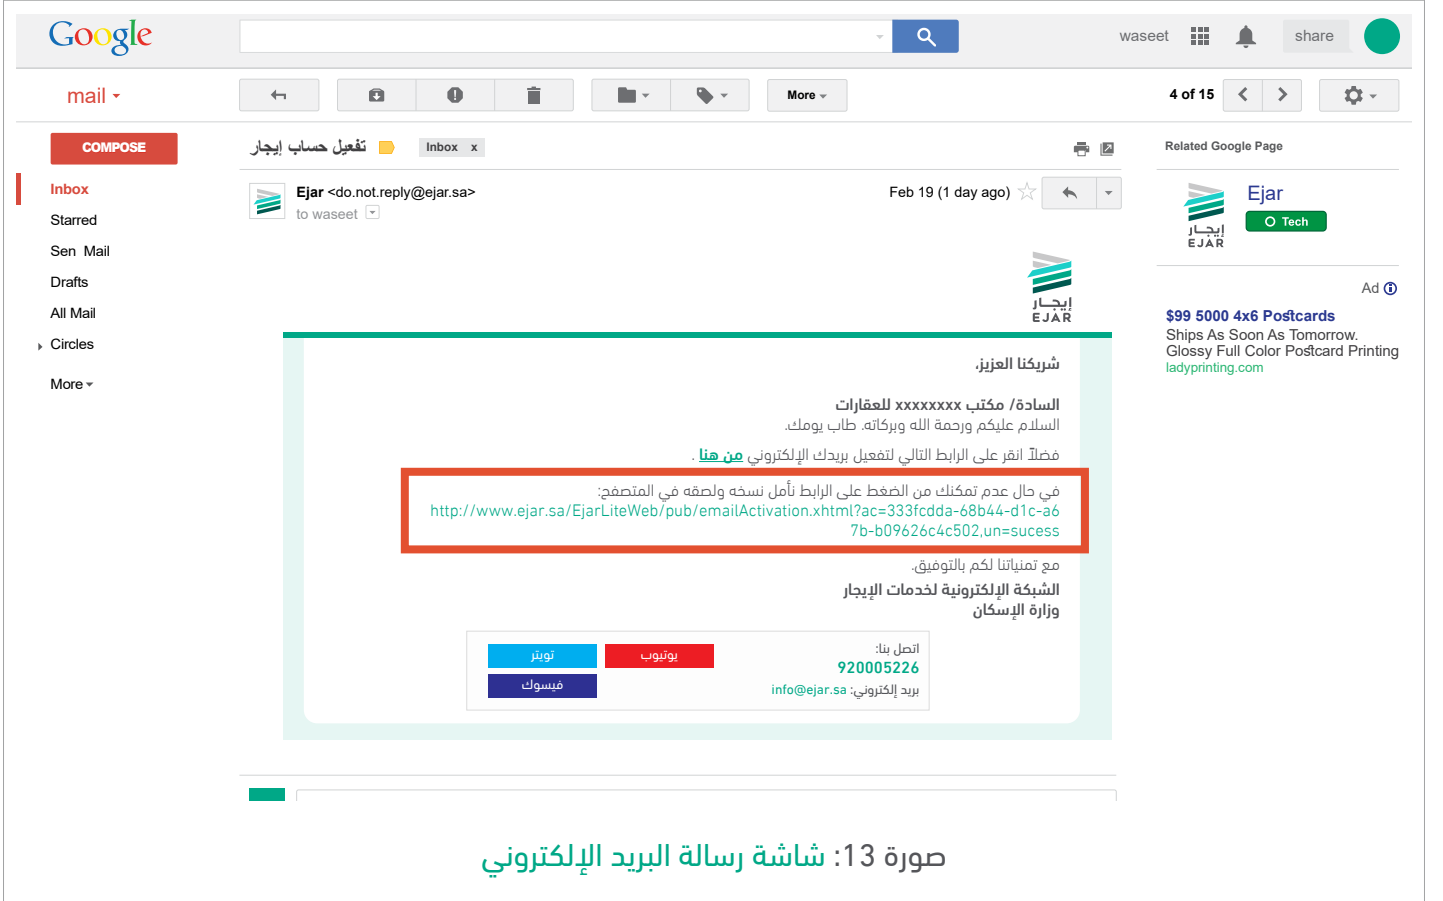 Google
waseet
share
mail
More
4 of 15
COMPOSE
تفعيل حساب إيجار
Inbox x
Related Google Page
Inbox
Starred
Sen Mail
Drafts
All Mail
Circles
More
Ejar <do.not.reply@ejar.sa>
to waseet
Feb 19 (1 day ago)
إيجار
EJAR
Ejar
Tech
Ad
$99 5000 4x6 Postcards
Ships As Soon As Tomorrow.
Glossy Full Color Postcard Printing
ladyprinting.com
إيجار
EJAR
شريكنا العزيز،
السادة/ مكتب xxxxxxxx للعقارات
السلام عليكم ورحمة الله وبركاته. طاب يومك.
فضلاً انقر على الرابط التالي لتفعيل بريدك الإلكتروني من هنا .
في حال عدم تمكنك من الضغط على الرابط نأمل نسخه ولصقه في المتصفح:
http://www.ejar.sa/EjarLiteWeb/pub/emailActivation.xhtml?ac=333fcdda-68b44-d1c-a6
7b-b09626c4c502,un=sucess
مع تمنياتنا لكم بالتوفيق.
الشبكة الإلكترونية لخدمات الإيجار
وزارة الإسكان
اتصل بنا:
920005226
بريد إلكتروني: info@ejar.sa
يوتيوب
تويتر
فيسوك
صورة 13: شاشة رسالة البريد الإلكتروني